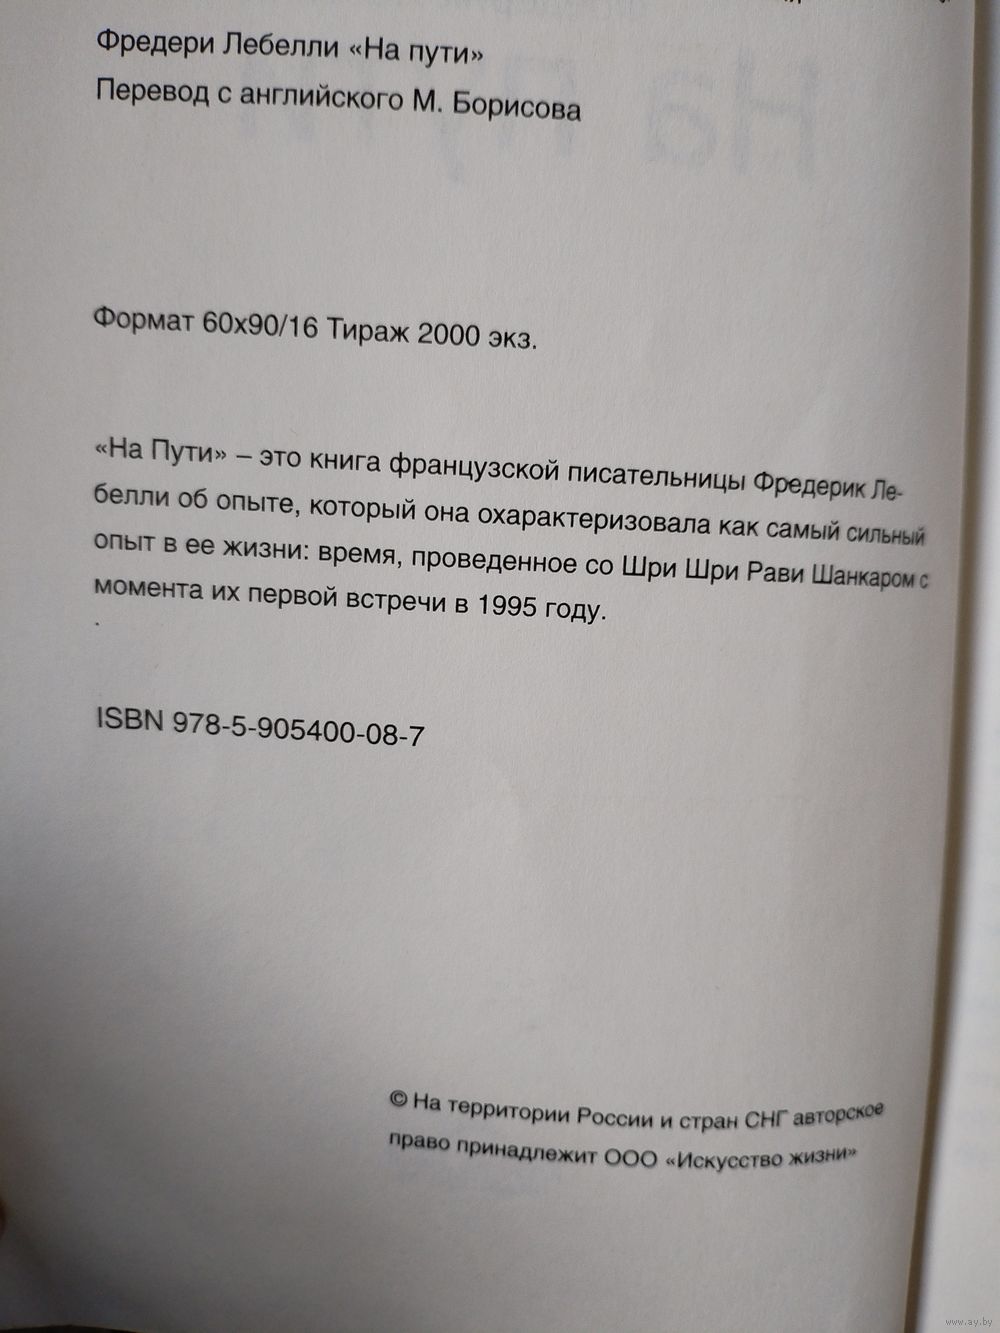 Фредери Лебелли «На пути»
Перевод с английского М. Борисова
Формат 60х90/16 Тираж 2000 экз.
«На Пути» – это книга французской писательницы Фредерик Ле-
белли об опыте, который она охарактеризовала как самый сильный
опыт в ее жизни: время, проведенное со Шри Шри Рави Шанкаром с
момента их первой встречи в 1995 году.
ISBN 978-5-905400-08-7
© На территории России и стран СНГ авторское
право принадлежит ООО «Искусство жизни»
www.ay.by